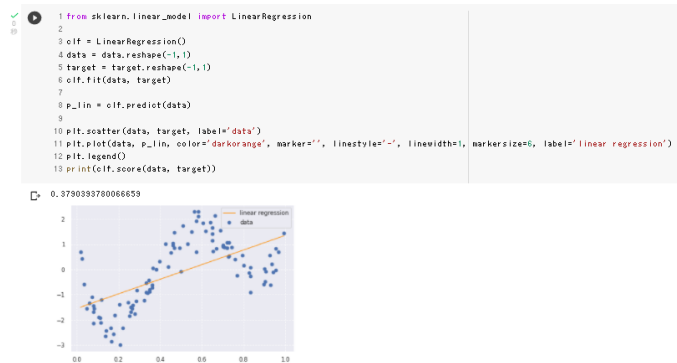 1 from sklearn.linear_model import LinearRegression
2
3 clf = LinearRegression()
4 data = data.reshape(-1,1)
5 target = target.reshape(-1,1)
6 clf.fit(data, target)
7
8 p_lin = clf.predict(data)
9
10 plt.scatter(data, target, label='data')
11 plt.plot(data, p_lin, color='darkorange', marker='', linestyle='-', linewidth=1, markersize=6, label='linear regression')
12 plt.legend()
13 print(clf.score(data, target))
0.3790393780066659
linear regression
data
2
1
0
-1
-2
-3
0.0 0.2 0.4 0.6 0.8 1.0